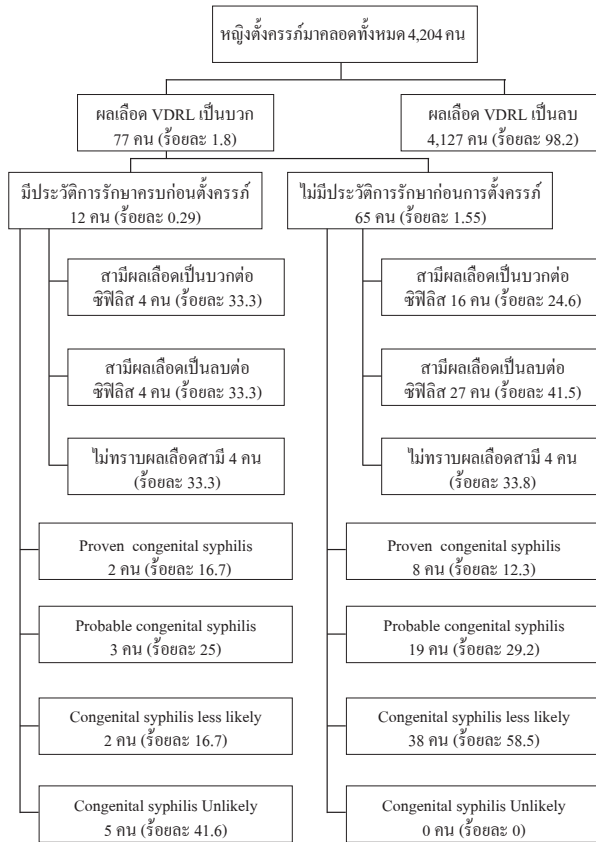 หญิงตั้งครรภ์มาคลอดทั้งหมด 4,204 คน
ผลเลือด VDRL เป็นบวก
77 คน (ร้อยละ 1.8)
ผลเลือด VDRL เป็นลบ
4,127 คน (ร้อยละ 98.2)
มีประวัติการรักษาครบก่อนตั้งครรภ์
12 คน (ร้อยละ 0.29)
ไม่มีประวัติการรักษาก่อนการตั้งครรภ์
65 คน (ร้อยละ 1.55)
สามีผลเลือดเป็นบวกต่อ
ซิฟิลิส 4 คน (ร้อยละ 33.3)
สามีผลเลือดเป็นบวกต่อ
ซิฟิลิส 16 คน (ร้อยละ 24.6)
สามีผลเลือดเป็นลบต่อ
ซิฟิลิส 4 คน (ร้อยละ 33.3)
สามีผลเลือดเป็นลบต่อ
ซิฟิลิส 27 คน (ร้อยละ 41.5)
ไม่ทราบผลเลือดสามี 4 คน
(ร้อยละ 33.3)
ไม่ทราบผลเลือดสามี 4 คน
(ร้อยละ 33.8)
Proven congenital syphilis
2 คน (ร้อยละ 16.7)
Proven congenital syphilis
8 คน (ร้อยละ 12.3)
Probable congenital syphilis
3 คน (ร้อยละ 25)
Probable congenital syphilis
19 คน (ร้อยละ 29.2)
Congenital syphilis less likely
2 คน (ร้อยละ 16.7)
Congenital syphilis less likely
38 คน (ร้อยละ 58.5)
Congenital syphilis Unlikely
5 คน (ร้อยละ 41.6)
Congenital syphilis Unlikely
0 คน (ร้อยละ 0)